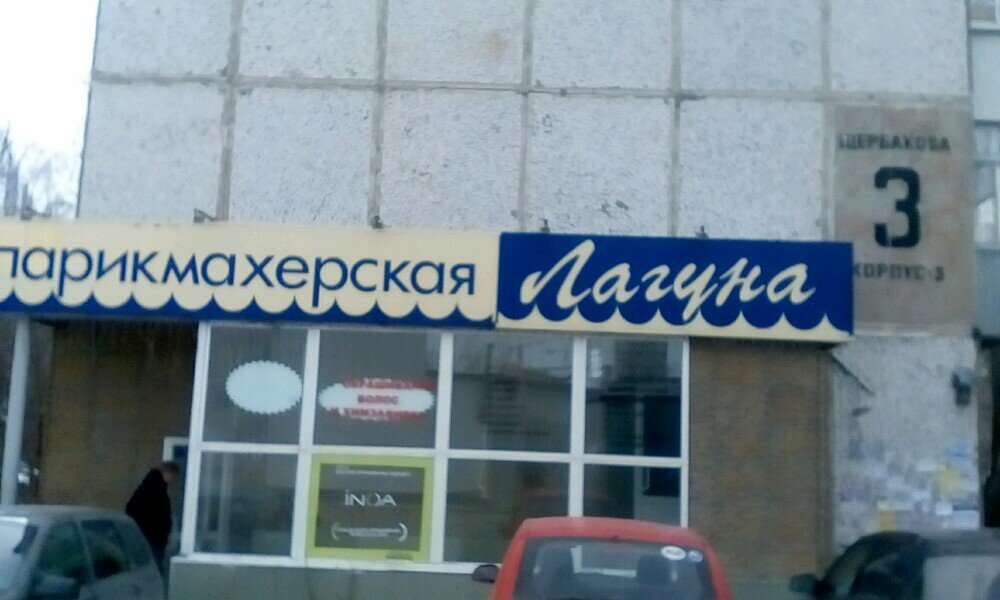 парикмахерская Лагуна
ЩЕРБАКОВА
3
КОРПУС-3
ВОЛОС
INOA